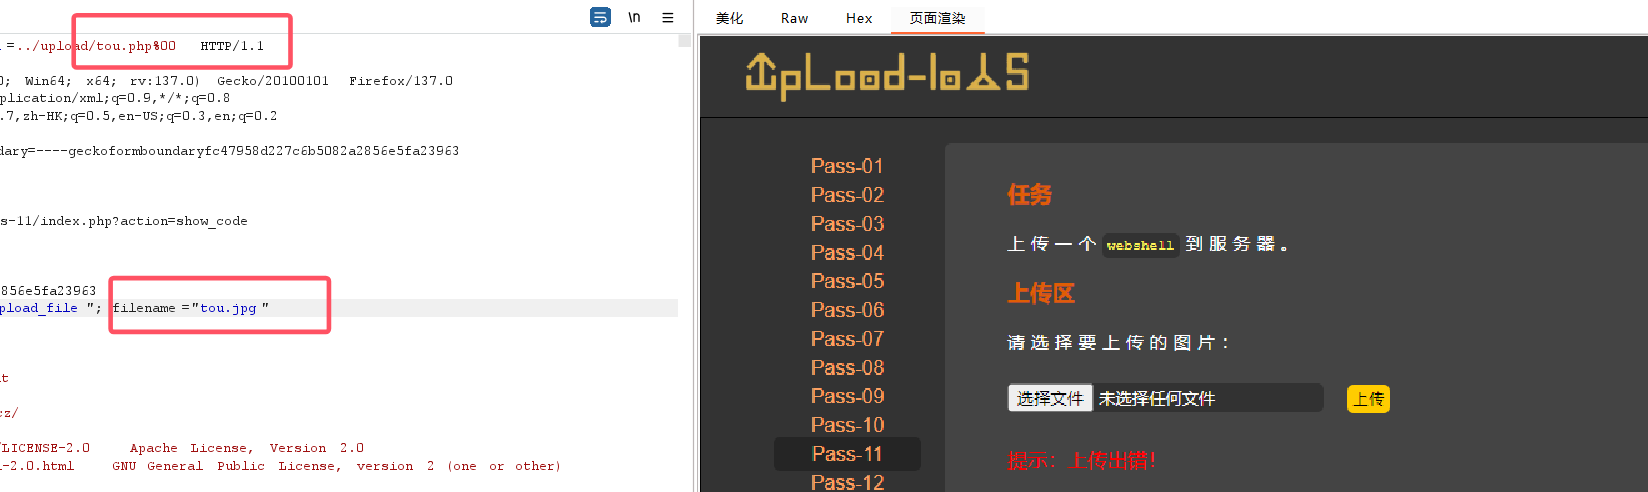 \n
=../upload/tou.php%00 HTTP/1.1
0; Win64; x64; rv:137.0) Gecko/20100101 Firefox/137.0
plication/xml;q=0.9,*/*;q=0.8
.7,zh-HK;q=0.5,en-US;q=0.3,en;q=0.2
dary=----geckoformboundaryfc47958d227c6b5082a2856e5fa23963
s-11/index.php?action=show_code
856e5fa23963
pload_file "; filename ="tou.jpg "
t
cz/
/LICENSE-2.0 Apache License, Version 2.0
-2.0.html GNU General Public License, version 2 (one or other)
美化 Raw Hex 页面渲染
UpLoad-labs
Pass-01
Pass-02
Pass-03
Pass-04
Pass-05
Pass-06
Pass-07
Pass-08
Pass-09
Pass-10
Pass-11
Pass-12
任务
上传一个 webshell 到服务器。
上传区
请选择要上传的图片：
选择文件 未选择任何文件 上传
提示：上传出错！